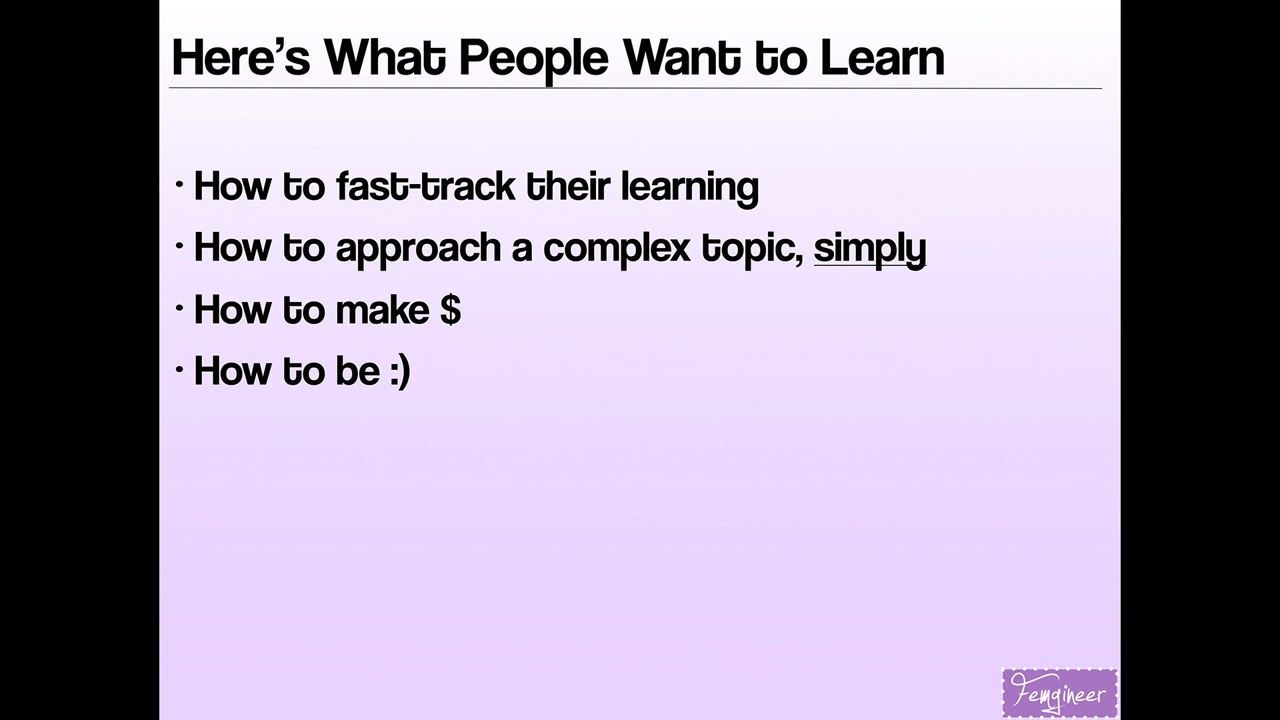 Here's What People Want to Learn
· How to fast-track their learning
· How to approach a complex topic, simply
· How to make $
· How to be :)
Femgineer